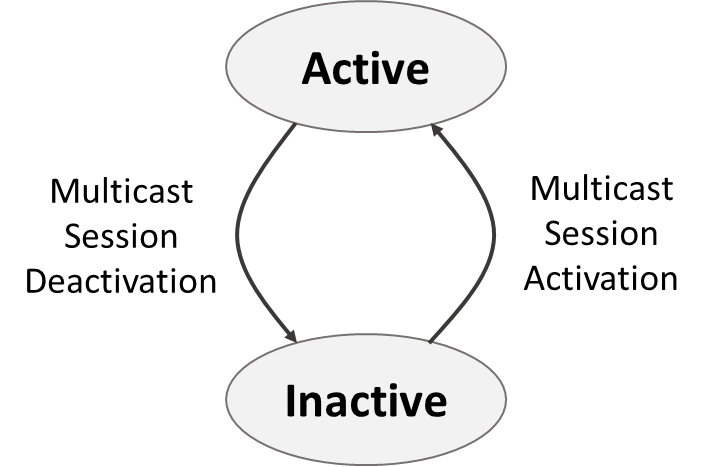 Active
Multicast
Session
Deactivation
Multicast
Session
Activation
Inactive